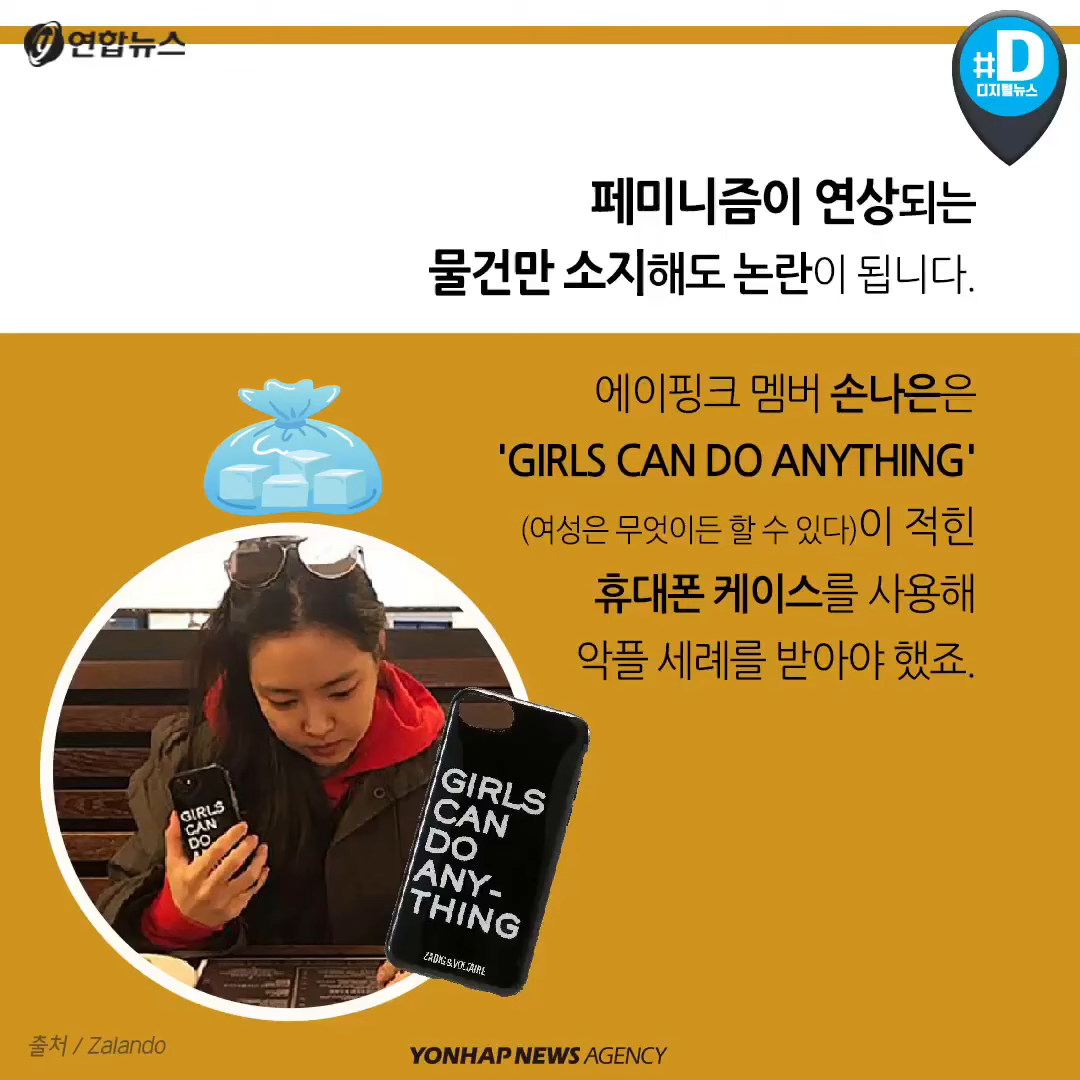 연합뉴스
#D
디지털뉴스
페미니즘이 연상되는
물건만 소지해도 논란이 됩니다.
에이핑크 멤버 손나은은
'GIRLS CAN DO ANYTHING'
(여성은 무엇이든 할 수 있다)이 적힌
휴대폰 케이스를 사용해
악플 세례를 받아야 했죠.
GIRLS
CAN
DO
GIRLS
CAN
DO
ANY-
THING
ZADIG & VOLTAIRE
출처 / Zalando
YONHAP NEWS AGENCY